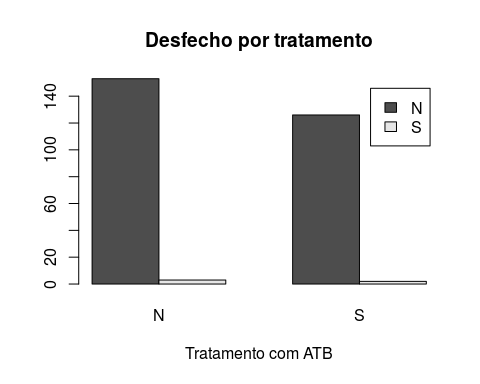 Desfecho por tratamento
140
100
60
20
0
N
S
N
S
Tratamento com ATB